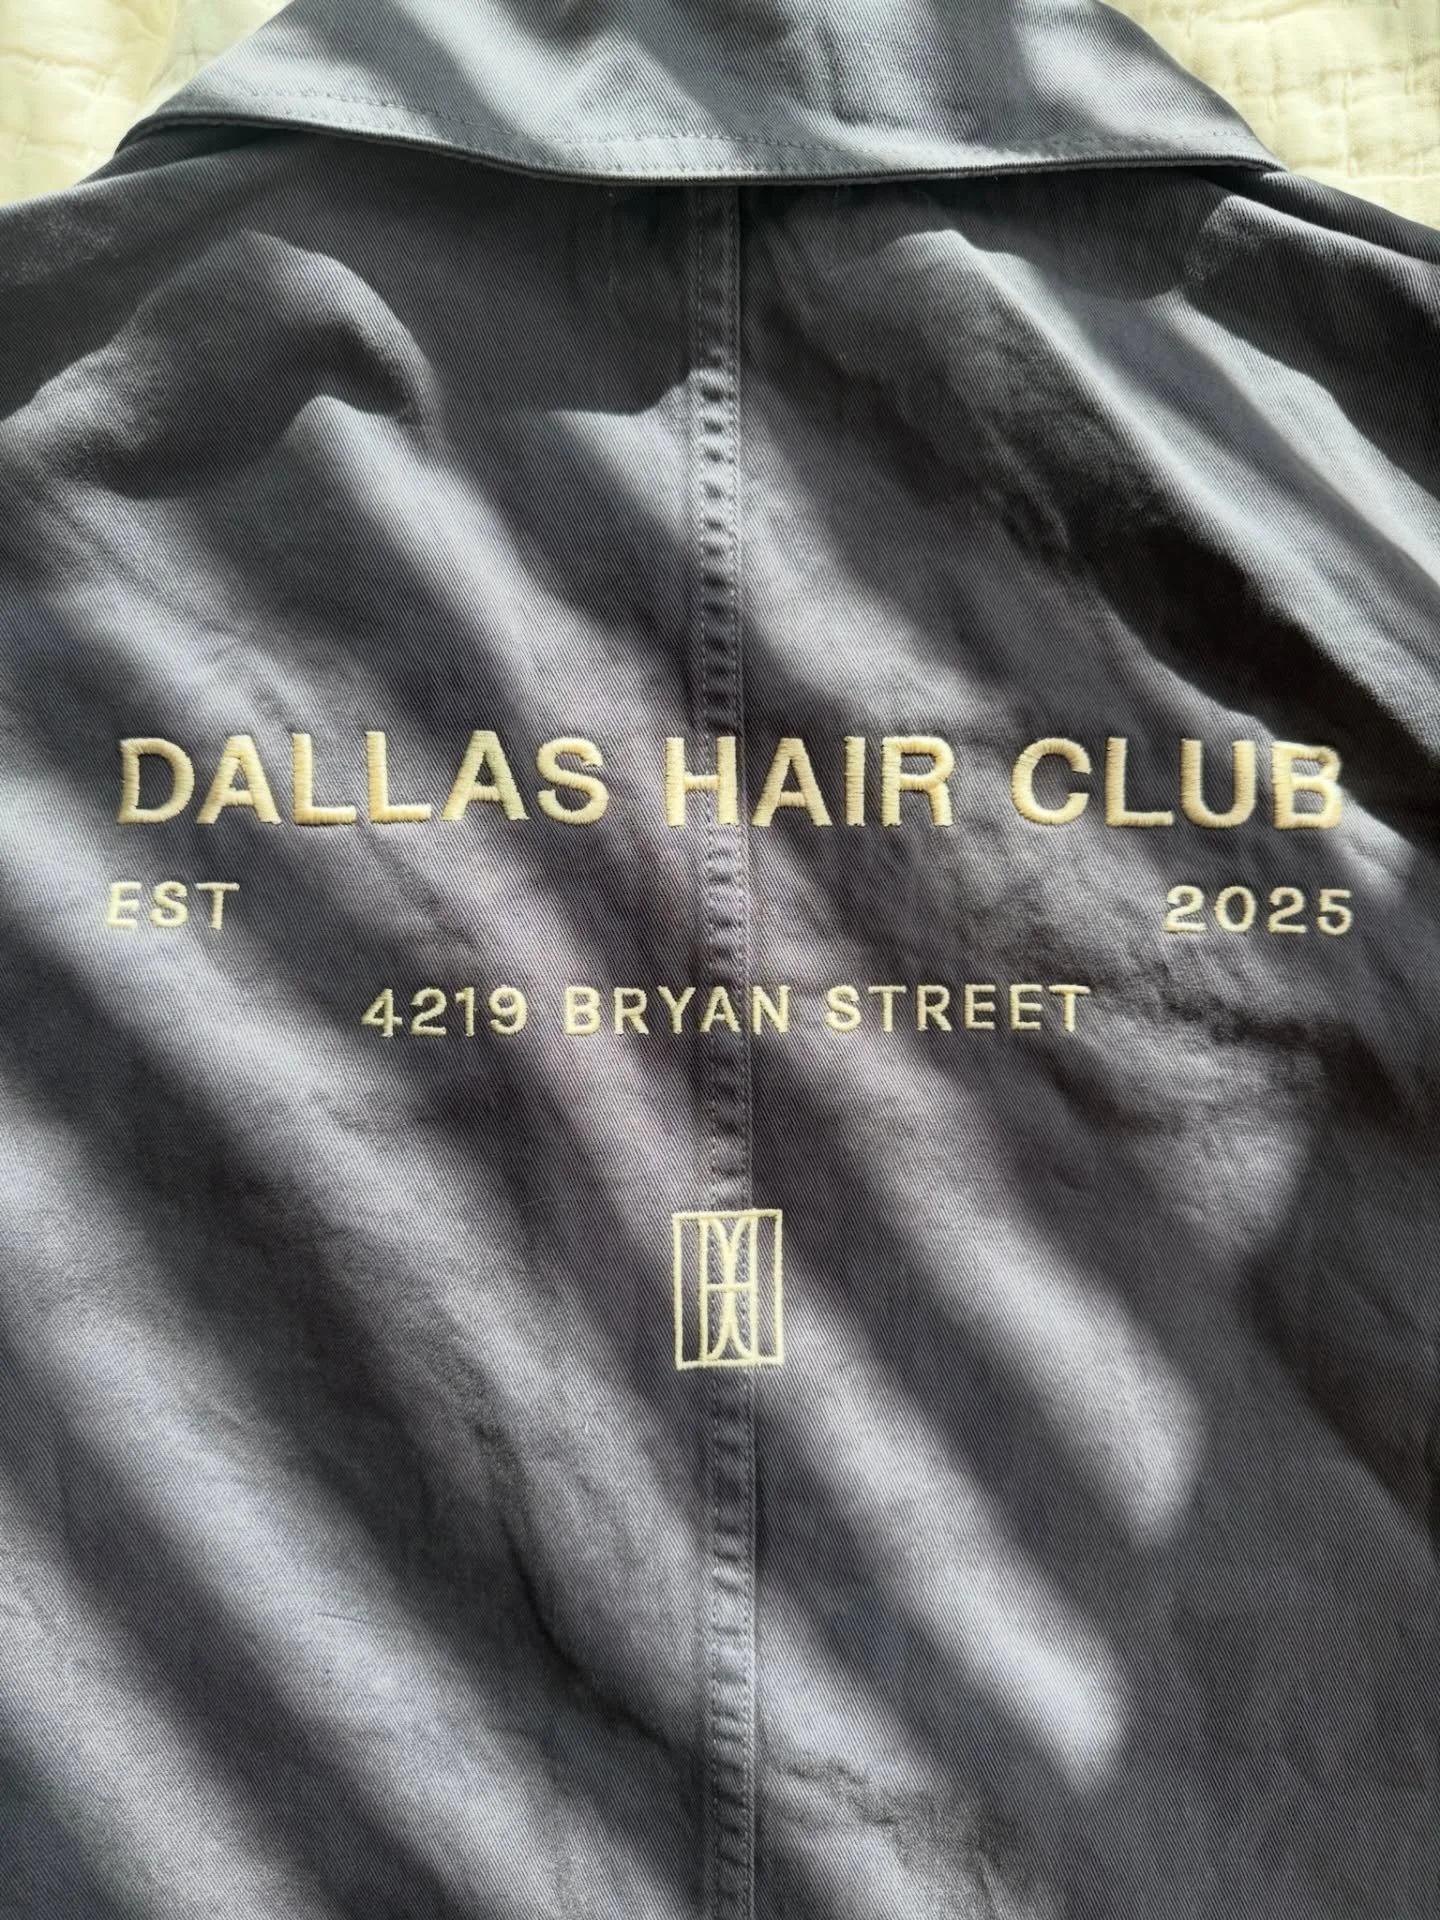 DALLAS HAIR CLUB
EST 2025
4219 BRYAN STREET